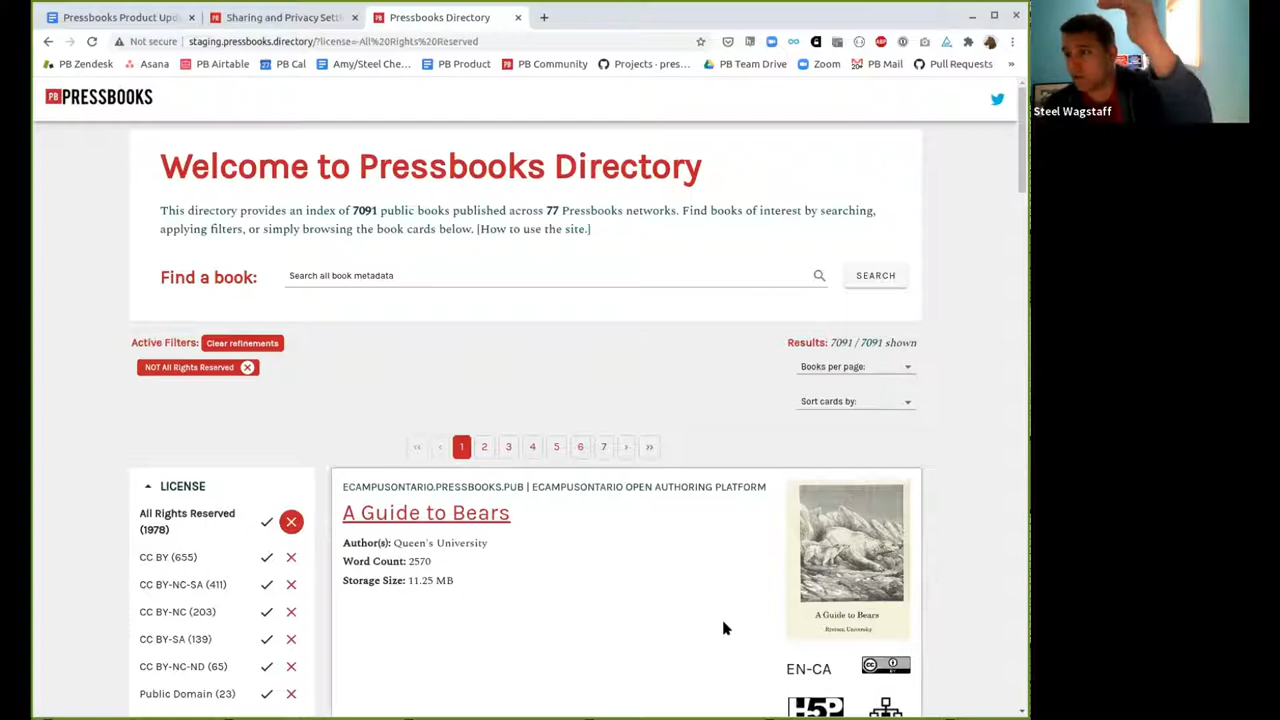 Pressbooks Product Upd
Sharing and Privacy Sett
Pressbooks Directory
Not secure
staging.pressbooks.directory/?license=-All%20Rights%20Reserved
PB Zendesk
Asana
PB Airtable
PB Cal
Amy/Steel Che...
PB Product
PB Community
Projects - pres...
PB Team Drive
Zoom
PB Mail
Pull Requests
Steel Wagstaff
PB PRESSBOOKS
Welcome to Pressbooks Directory
This directory provides an index of 7091 public books published across 77 Pressbooks networks. Find books of interest by searching,
applying filters, or simply browsing the book cards below. [How to use the site.]
Find a book:
Search all book metadata
SEARCH
Active Filters:
Clear refinements
Results: 7091 / 7091 shown
NOT All Rights Reserved
Books per page:
Sort cards by:
‹‹ ‹ 1 2 3 4 5 6 7 › ››
LICENSE
All Rights Reserved
(1978)
CC BY (655)
CC BY-NC-SA (411)
CC BY-NC (203)
CC BY-SA (139)
CC BY-NC-ND (65)
Public Domain (23)
ECAMPUSONTARIO.PRESSBOOKS.PUB | ECAMPUSONTARIO OPEN AUTHORING PLATFORM
A Guide to Bears
Author(s): Queen's University
Word Count: 2570
Storage Size: 11.25 MB
A Guide to Bears
Ryerson University
EN-CA
H5P